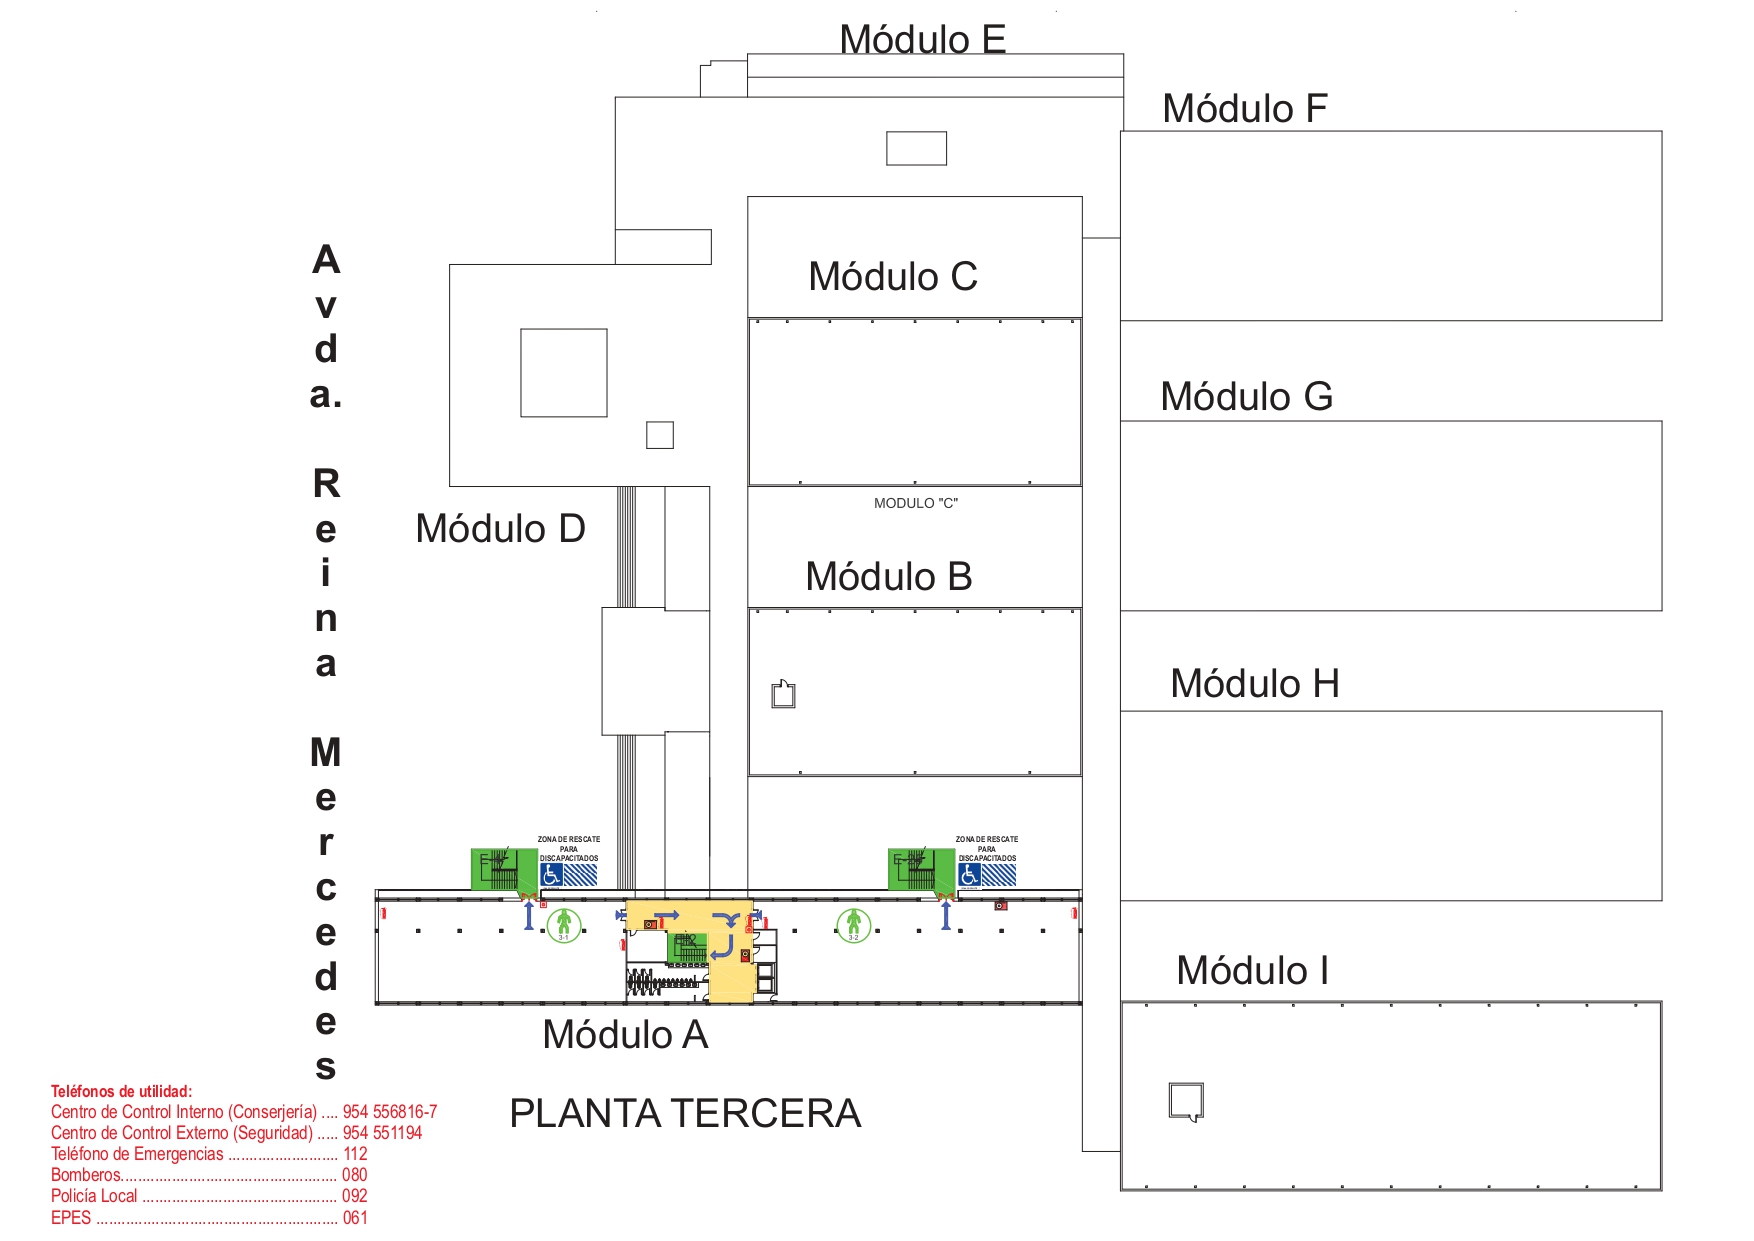 Módulo E
Módulo F
Módulo C
Módulo G
MODULO "C"
Módulo D
Módulo B
Módulo H
Avda. Reina Mercedes
ZONA DE RESCATE
PARA
DISCAPACITADOS
ZONA DE RESCATE
PARA
DISCAPACITADOS
3-1
3-2
Módulo I
Módulo A
PLANTA TERCERA
Teléfonos de utilidad:
Centro de Control Interno (Conserjería) .... 954 556816-7
Centro de Control Externo (Seguridad) ..... 954 551194
Teléfono de Emergencias ......................... 112
Bomberos................................................. 080
Policía Local ............................................ 092
EPES ....................................................... 061